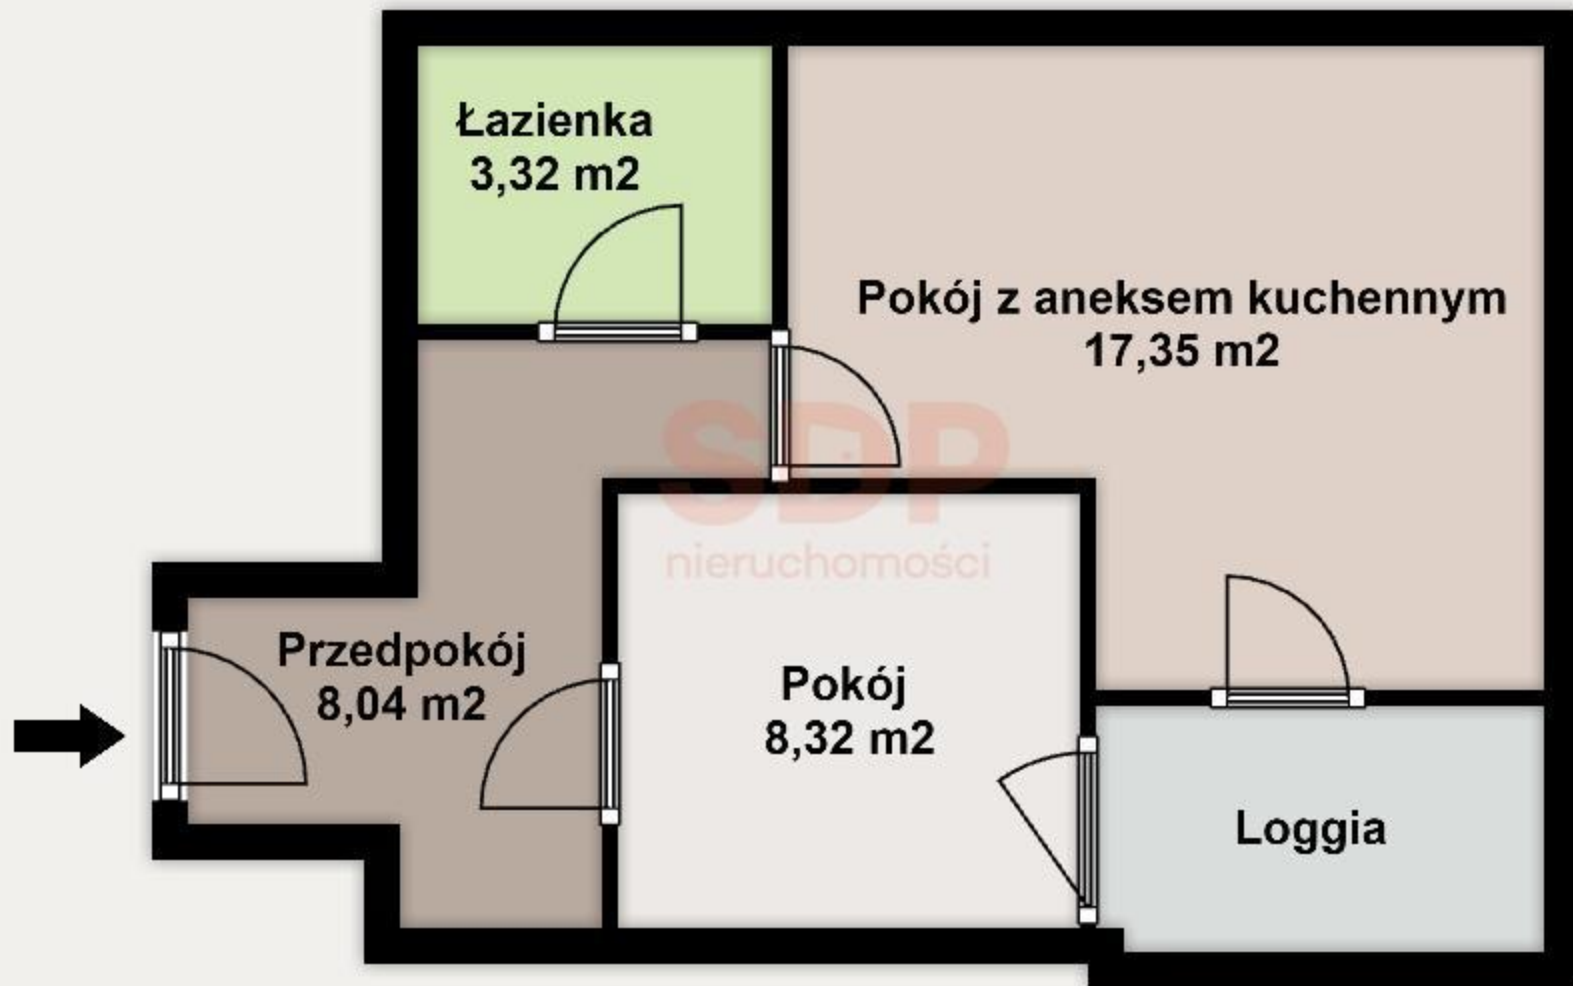 Łazienka
3,32 m2
Pokój z aneksem kuchennym
17,35 m2
SDP
nieruchomości
Przedpokój
8,04 m2
Pokój
8,32 m2
Loggia